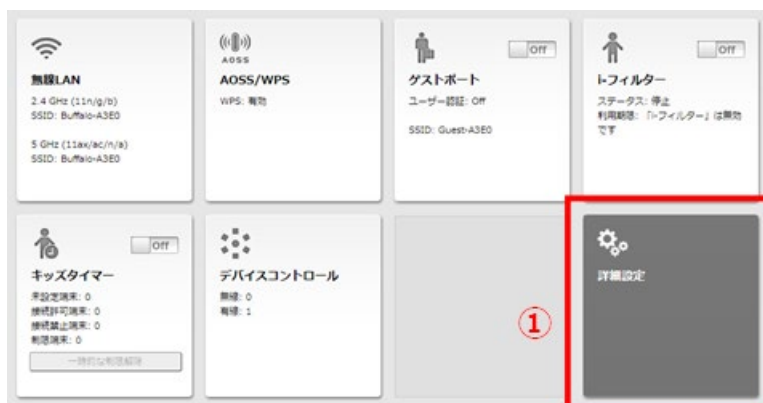 無線LAN
2.4 GHz (11n/g/b)
SSID: Buffalo-A3E0
5 GHz (11ax/ac/n/a)
SSID: Buffalo-A3E0
AOSS
AOSS/WPS
WPS: 有効
Off
ゲストポート
ユーザー認証: Off
SSID: Guest-A3E0
Off
i-フィルター
ステータス: 停止
利用期限: 「i-フィルター」は無効
です
Off
キッズタイマー
未設定端末: 0
接続許可端末: 0
接続禁止端末: 0
制限端末: 0
一時的な制限解除
デバイスコントロール
無線: 0
有線: 1
①
詳細設定